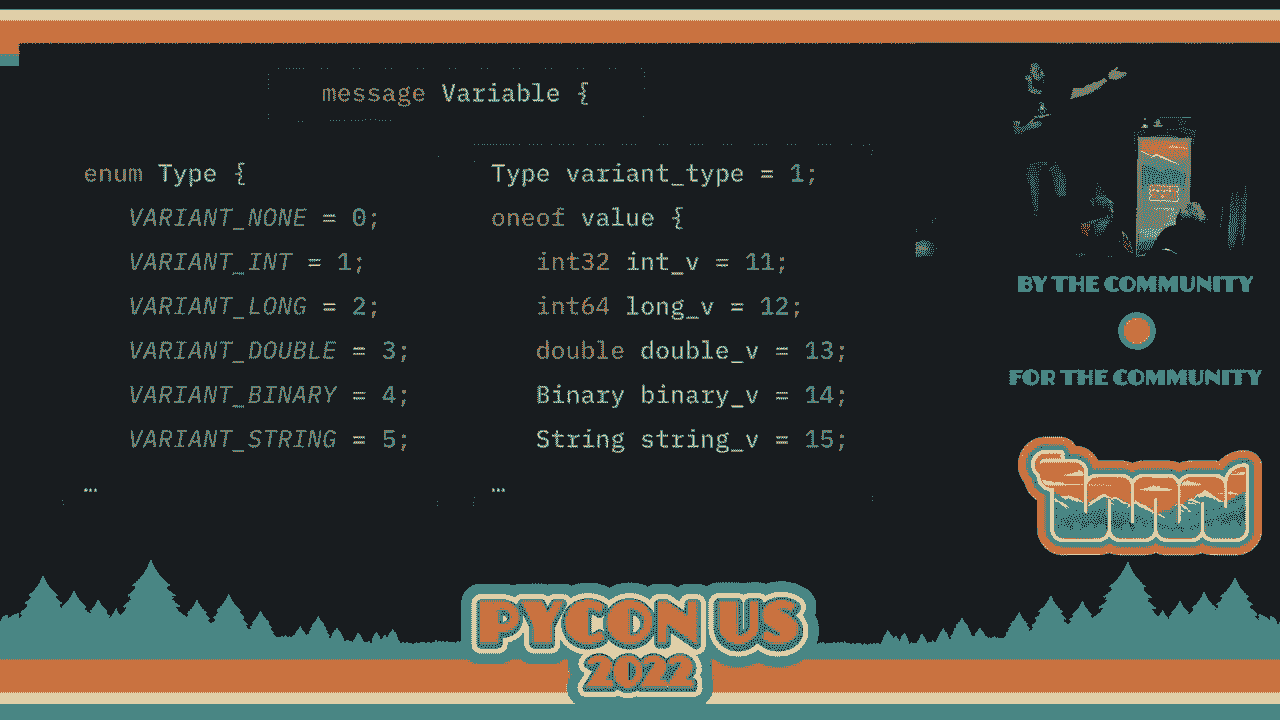 message Variable {
enum Type {
VARIANT_NONE = 0;
VARIANT_INT = 1;
VARIANT_LONG = 2;
VARIANT_DOUBLE = 3;
VARIANT_BINARY = 4;
VARIANT_STRING = 5;
…
Type variant_type = 1;
oneof value {
int32 int_v = 11;
int64 long_v = 12;
double double_v = 13;
Binary binary_v = 14;
String string_v = 15;
…
BY THE COMMUNITY
FOR THE COMMUNITY
PYCON US
2022